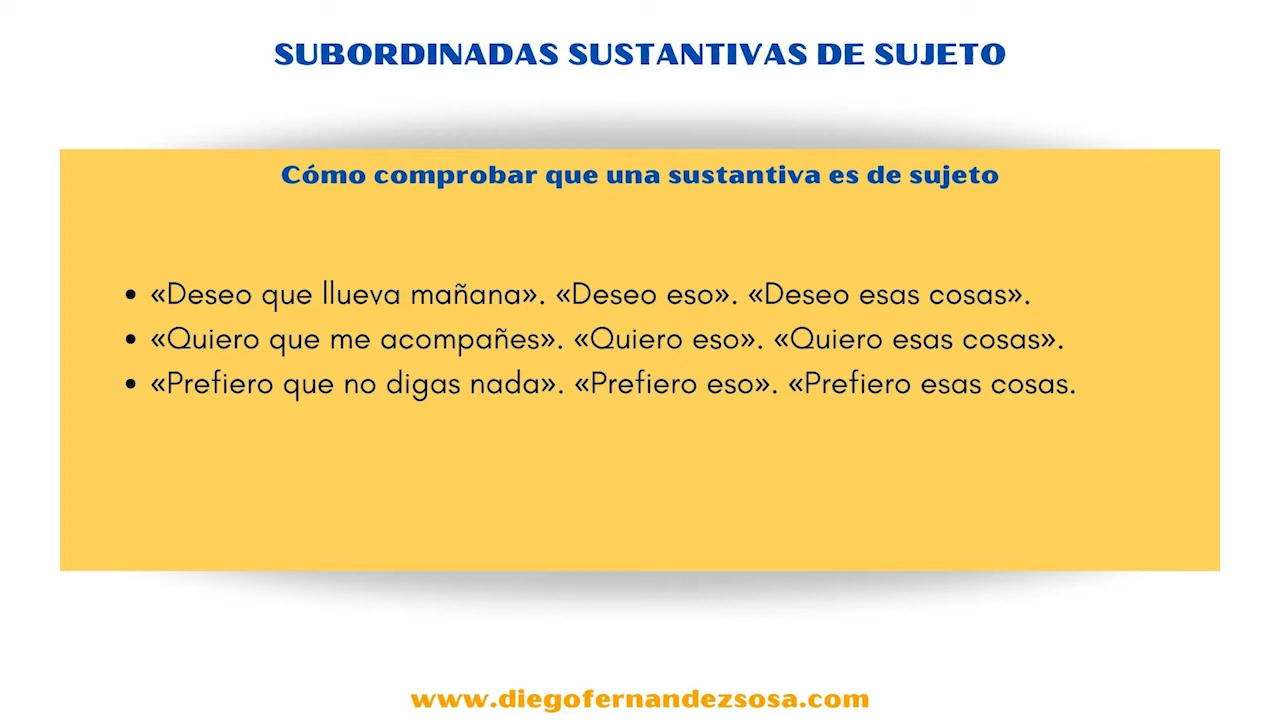 SUBORDINADAS SUSTANTIVAS DE SUJETO
Cómo comprobar que una sustantiva es de sujeto
• «Deseo que llueva mañana». «Deseo eso». «Deseo esas cosas».
• «Quiero que me acompañes». «Quiero eso». «Quiero esas cosas».
• «Prefiero que no digas nada». «Prefiero eso». «Prefiero esas cosas.
www.diegofernandezsosa.com